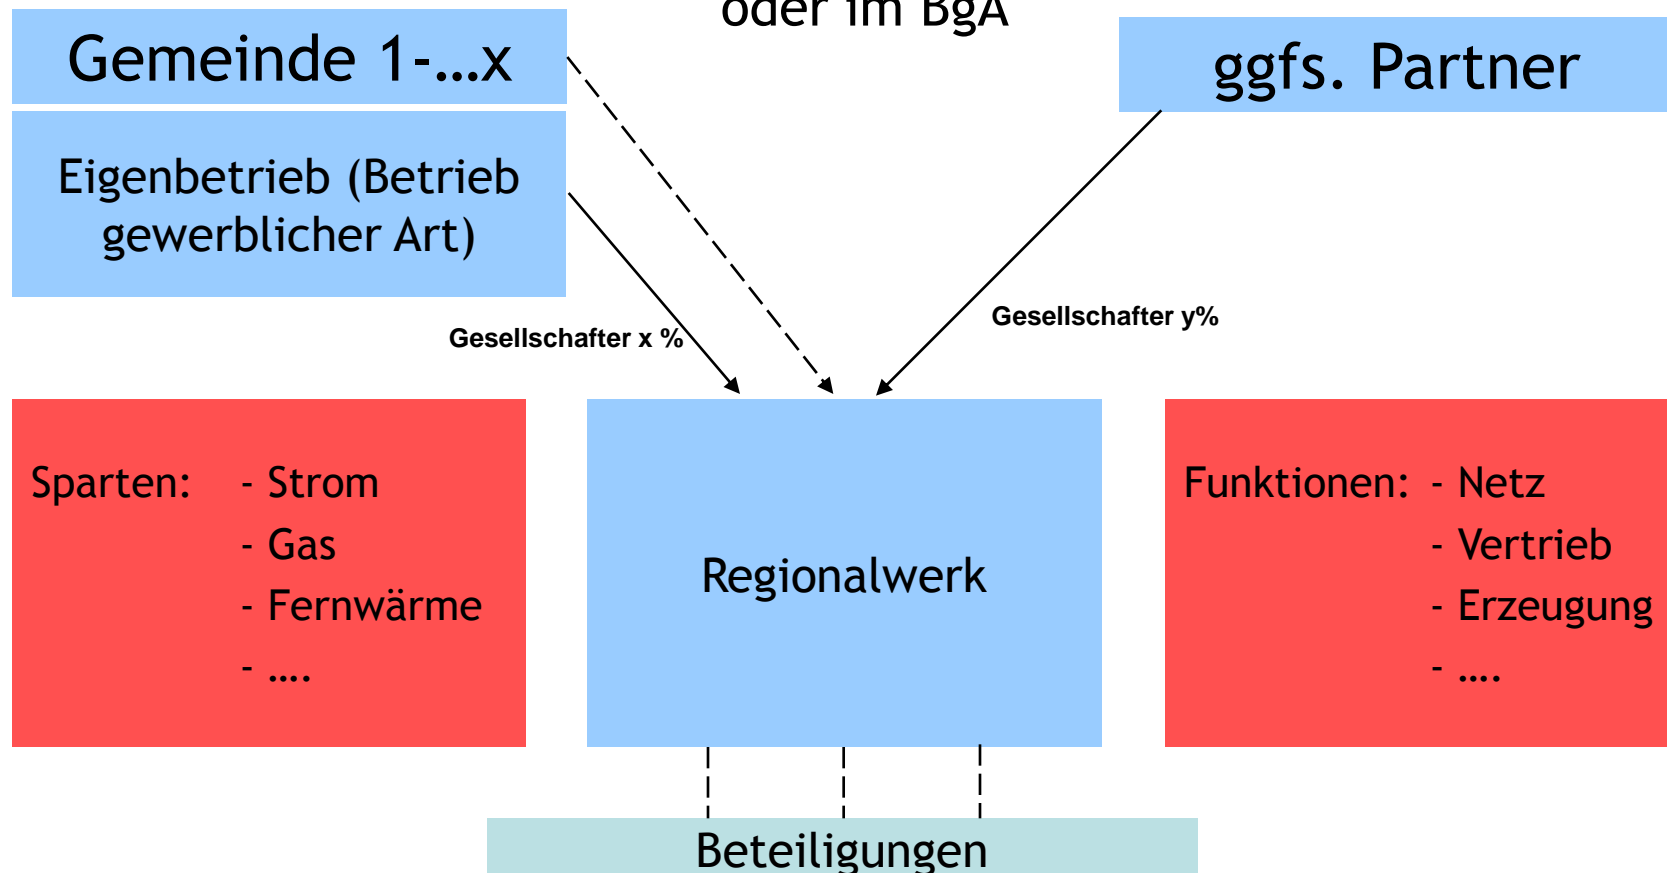 oder im BgA
Gemeinde 1-...x
ggfs. Partner
Eigenbetrieb (Betrieb
gewerblicher Art)
Gesellschafter x %
Gesellschafter y%
Sparten: - Strom
- Gas
- Fernwärme
- ....
Regionalwerk
Funktionen: - Netz
- Vertrieb
- Erzeugung
- ....
Beteiligungen